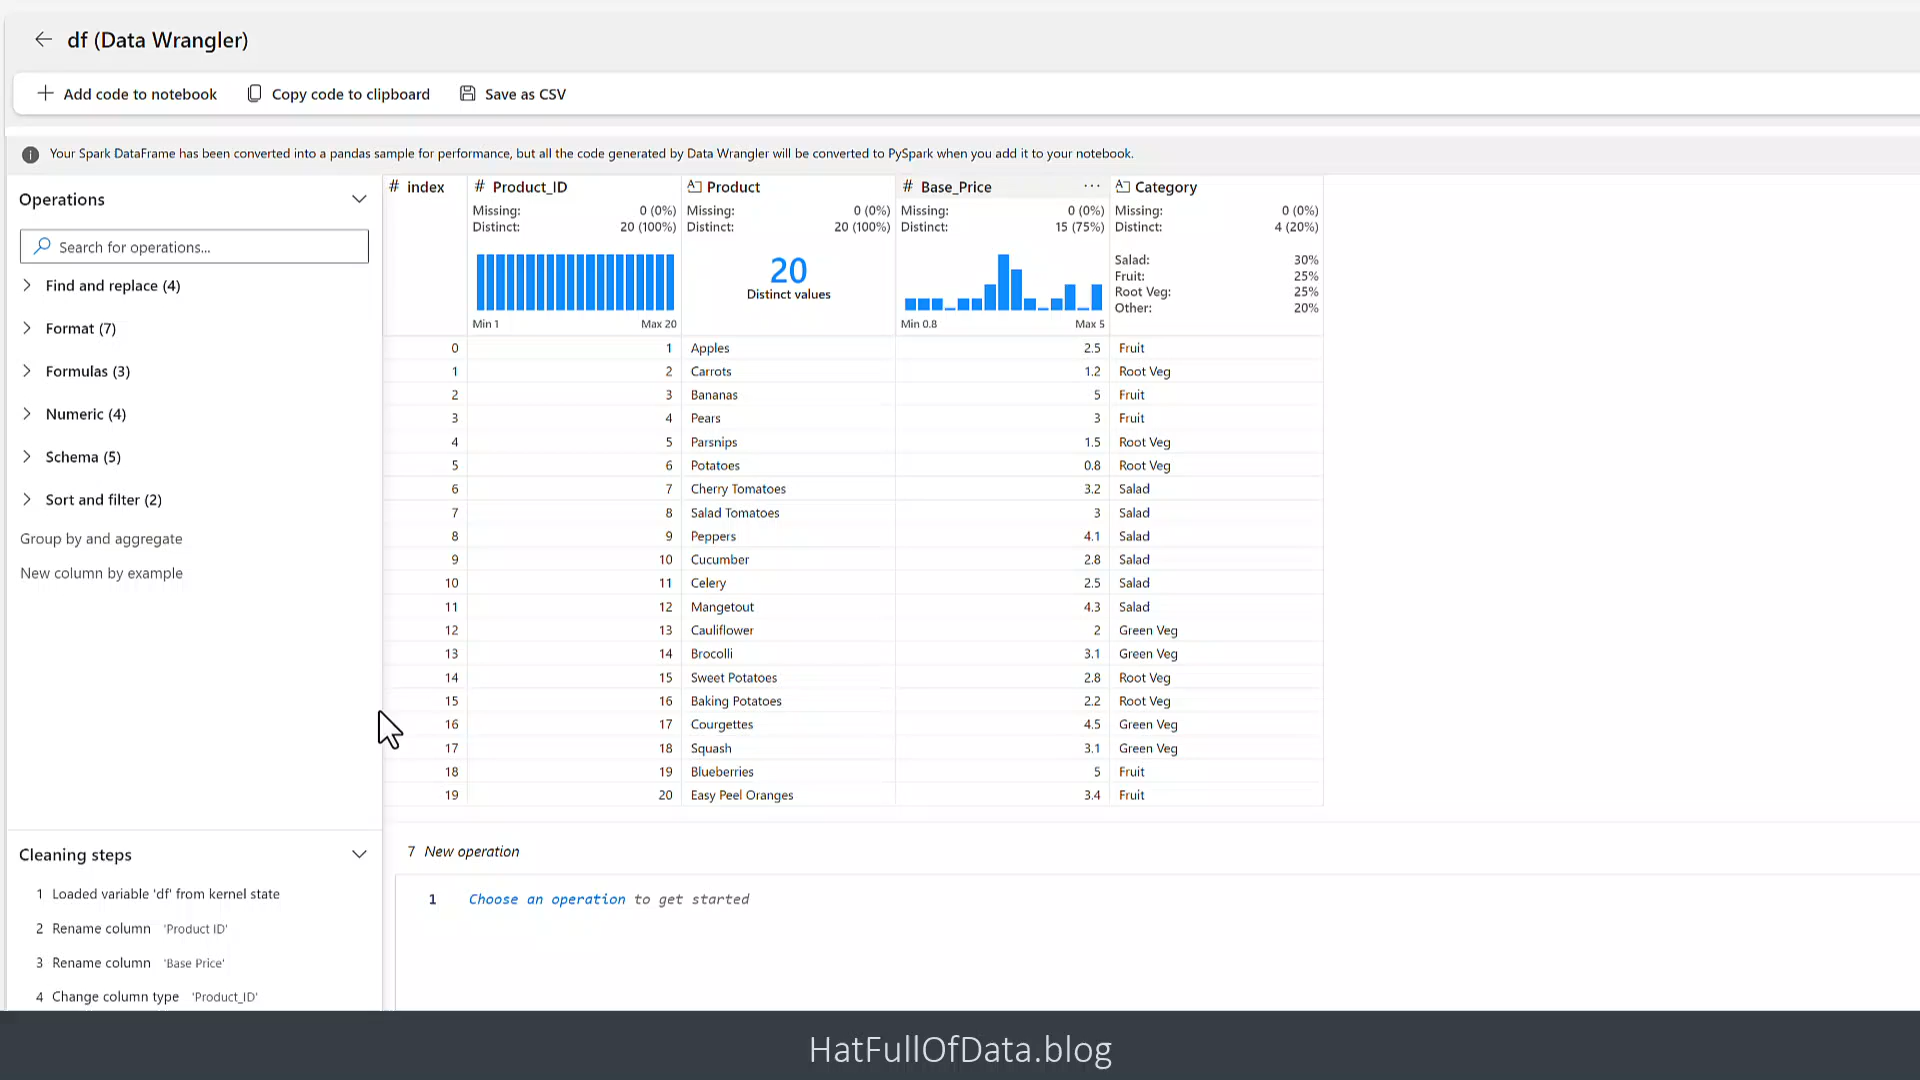 df (Data Wrangler)
Add code to notebook Copy code to clipboard Save as CSV
Your Spark DataFrame has been converted into a pandas sample for performance, but all the code generated by Data Wrangler will be converted to PySpark when you add it to your notebook.
Operations
Search for operations...
Find and replace (4)
Format (7)
Formulas (3)
Numeric (4)
Schema (5)
Sort and filter (2)
Group by and aggregate
New column by example
# index # Product_ID Product # Base_Price ... Category
Missing: 0 (0%) Missing: 0 (0%) Missing: 0 (0%) Missing: 0 (0%)
Distinct: 20 (100%) Distinct: 20 (100%) Distinct: 15 (75%) Distinct: 4 (20%)
20
Distinct values
Salad: 30%
Fruit: 25%
Root Veg: 25%
Other: 20%
Min 1 Max 20 Min 0.8 Max 5
0 1 Apples 2.5 Fruit
1 2 Carrots 1.2 Root Veg
2 3 Bananas 5 Fruit
3 4 Pears 3 Fruit
4 5 Parsnips 1.5 Root Veg
5 6 Potatoes 0.8 Root Veg
6 7 Cherry Tomatoes 3.2 Salad
7 8 Salad Tomatoes 3 Salad
8 9 Peppers 4.1 Salad
9 10 Cucumber 2.8 Salad
10 11 Celery 2.5 Salad
11 12 Mangetout 4.3 Salad
12 13 Cauliflower 2 Green Veg
13 14 Brocolli 3.1 Green Veg
14 15 Sweet Potatoes 2.8 Root Veg
15 16 Baking Potatoes 2.2 Root Veg
16 17 Courgettes 4.5 Green Veg
17 18 Squash 3.1 Green Veg
18 19 Blueberries 5 Fruit
19 20 Easy Peel Oranges 3.4 Fruit
Cleaning steps
1 Loaded variable 'df' from kernel state
2 Rename column 'Product ID'
3 Rename column 'Base Price'
4 Change column type 'Product_ID'
7 New operation
1 Choose an operation to get started
HatFullOfData.blog